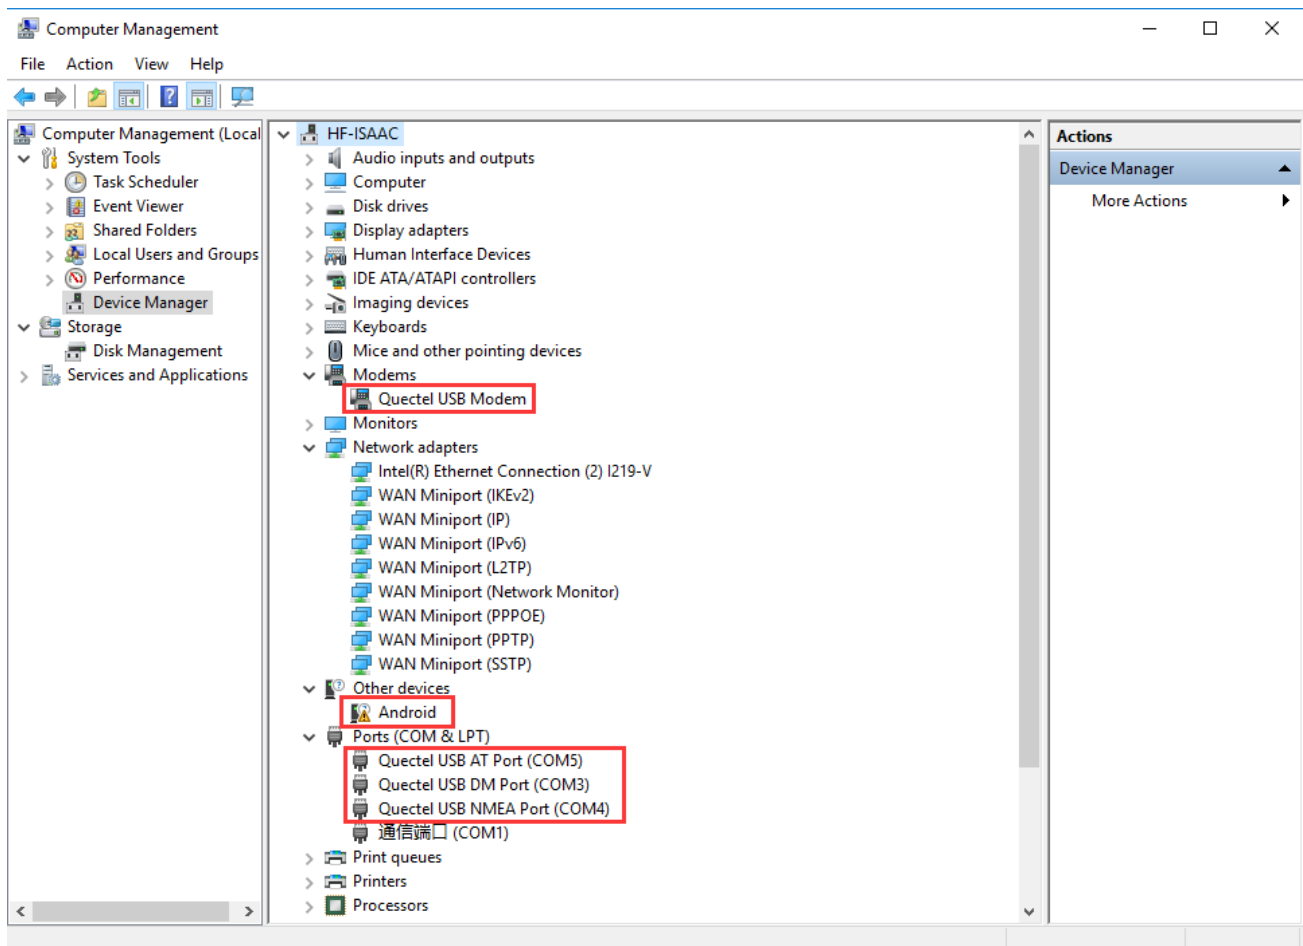 Computer Management
File Action View Help
Computer Management (Local
System Tools
Task Scheduler
Event Viewer
Shared Folders
Local Users and Groups
Performance
Device Manager
Storage
Disk Management
Services and Applications
HF-ISAAC
Audio inputs and outputs
Computer
Disk drives
Display adapters
Human Interface Devices
IDE ATA/ATAPI controllers
Imaging devices
Keyboards
Mice and other pointing devices
Modems
Quectel USB Modem
Monitors
Network adapters
Intel(R) Ethernet Connection (2) I219-V
WAN Miniport (IKEv2)
WAN Miniport (IP)
WAN Miniport (IPv6)
WAN Miniport (L2TP)
WAN Miniport (Network Monitor)
WAN Miniport (PPPOE)
WAN Miniport (PPTP)
WAN Miniport (SSTP)
Other devices
Android
Ports (COM & LPT)
Quectel USB AT Port (COM5)
Quectel USB DM Port (COM3)
Quectel USB NMEA Port (COM4)
通信端口 (COM1)
Print queues
Printers
Processors
Actions
Device Manager
More Actions